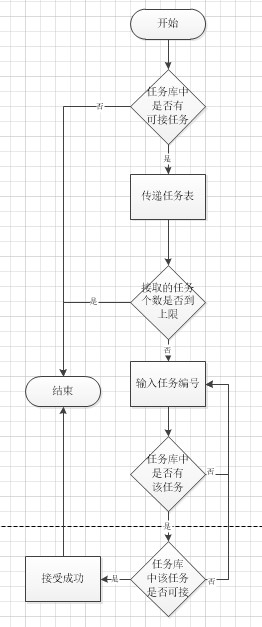 开始
任务库中
是否有
可接任务
否
是
传递任务表
接取的任务
个数是否到
上限
是
否
结束
输入任务编号
任务库中
是否有
该任务
否
是
任务库
中该任务
是否可接
是
否
接受成功